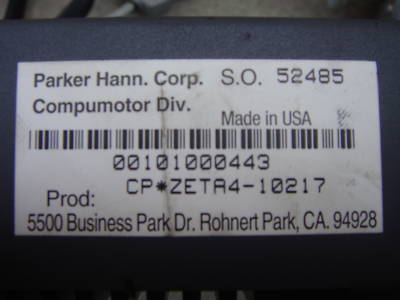 Parker Hann. Corp. S.O. 52485
Compumotor Div.
Made in USA
00101000443
CP*ZETA4-10217
Prod:
5500 Business Park Dr. Rohnert Park, CA. 94928